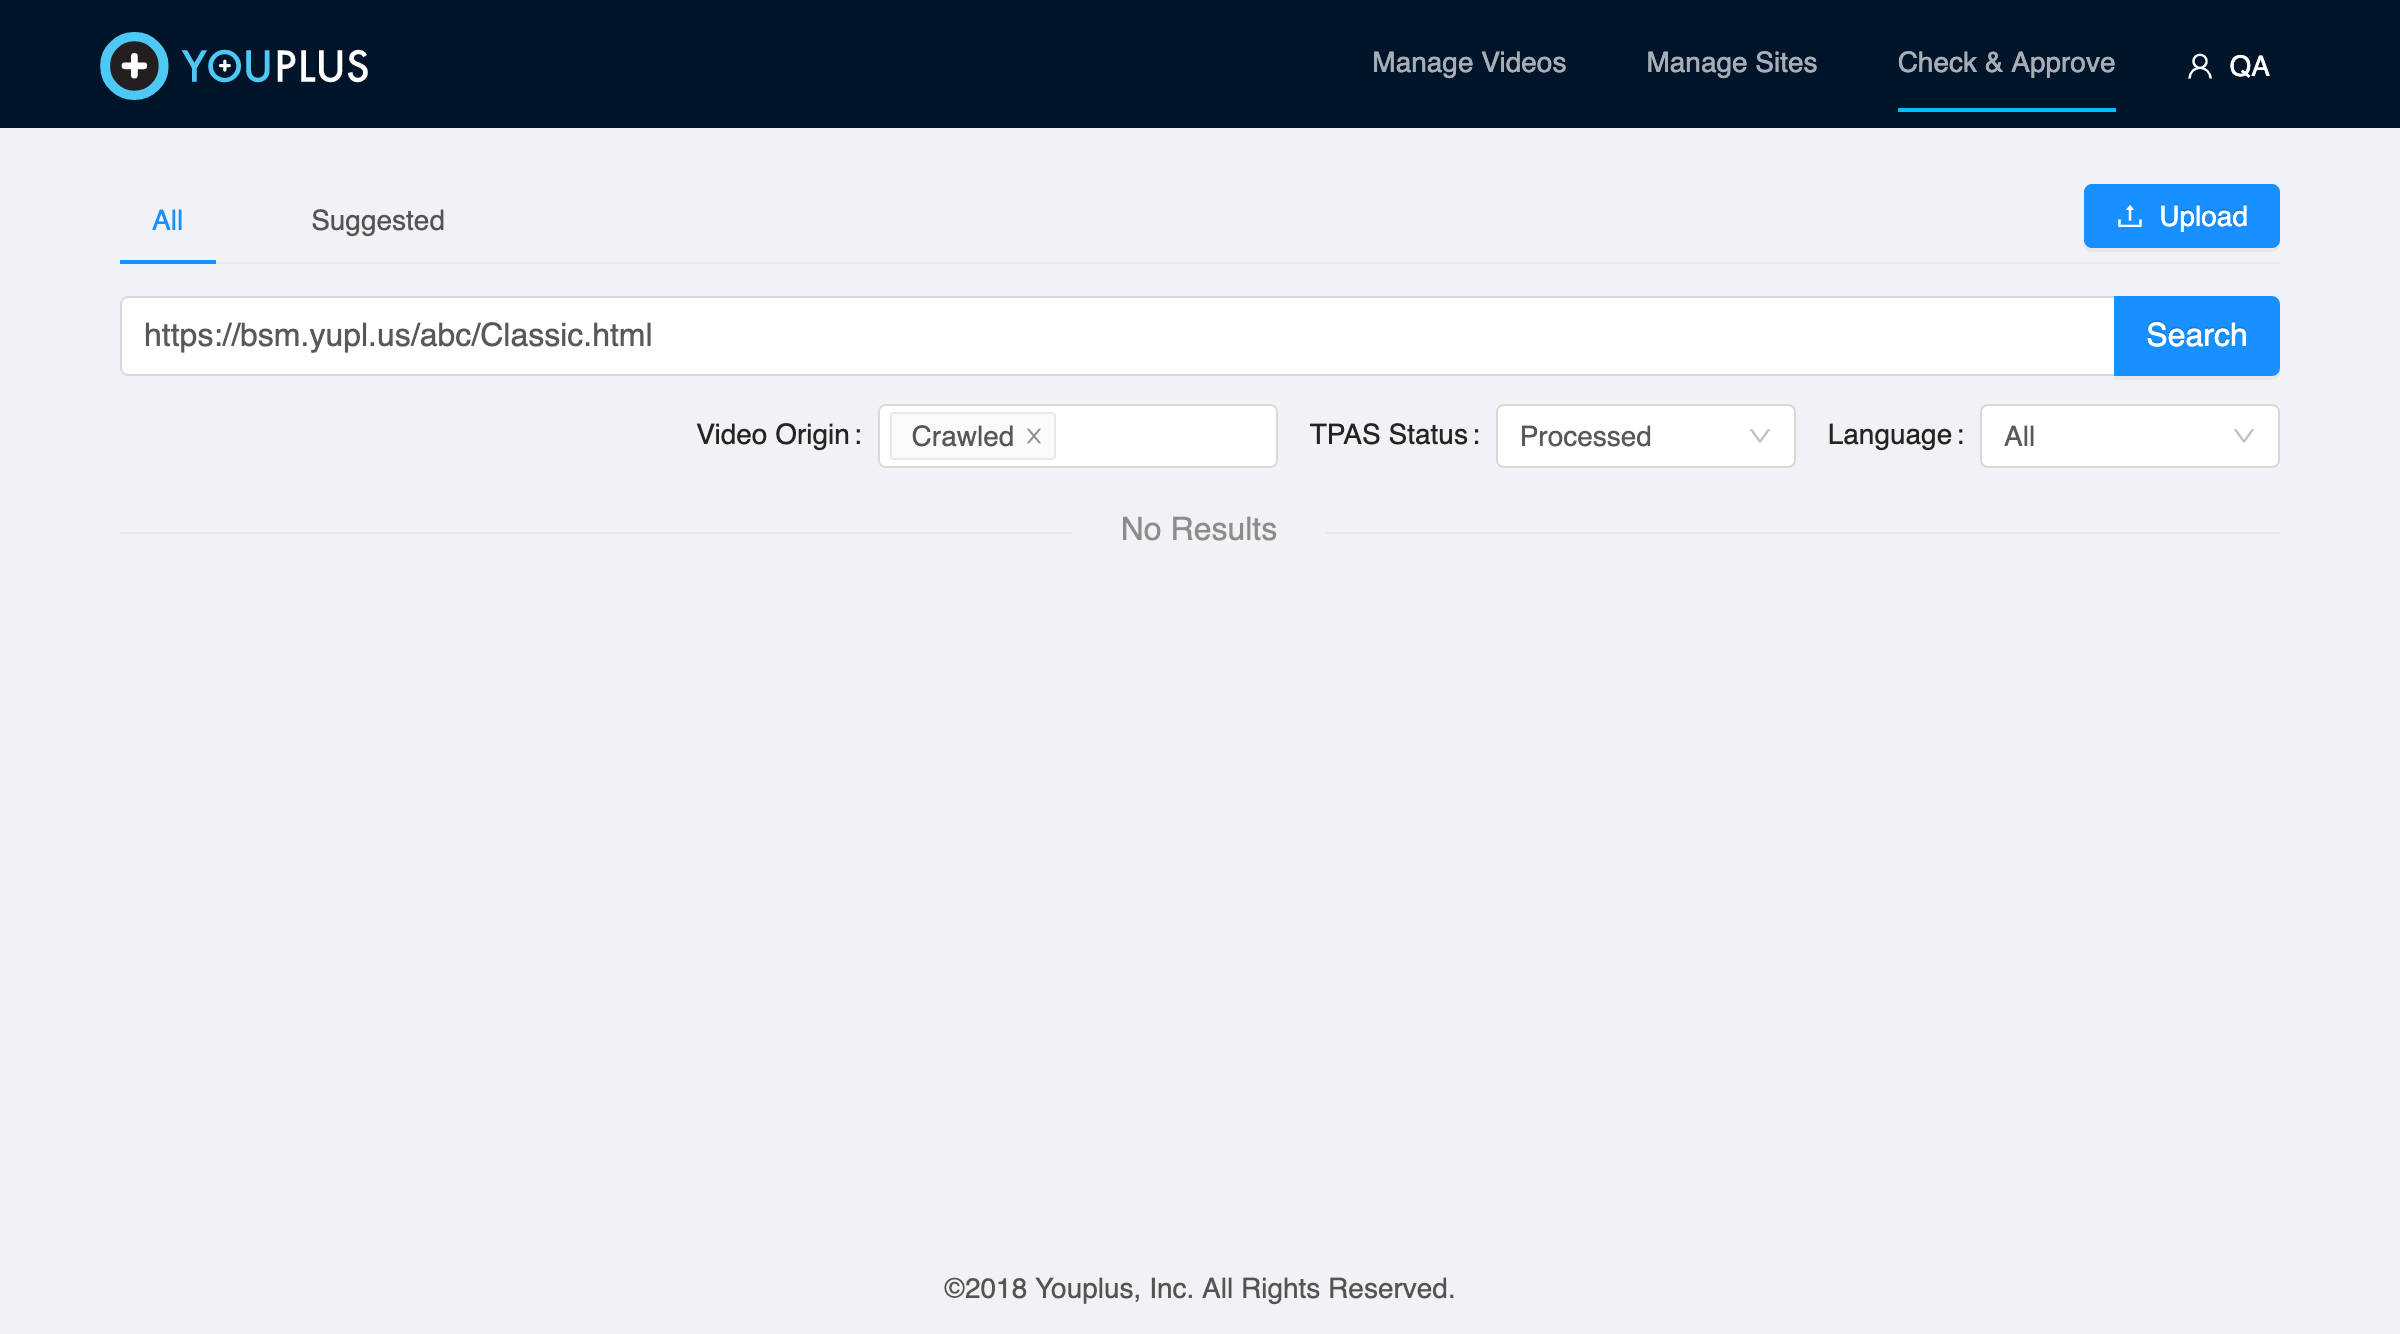 YOUPLUS Manage Videos Manage Sites Check & Approve QA
All Suggested Upload
https://bsm.yupl.us/abc/Classic.html Search
Video Origin : Crawled TPAS Status : Processed Language : All
No Results
©2018 Youplus, Inc. All Rights Reserved.